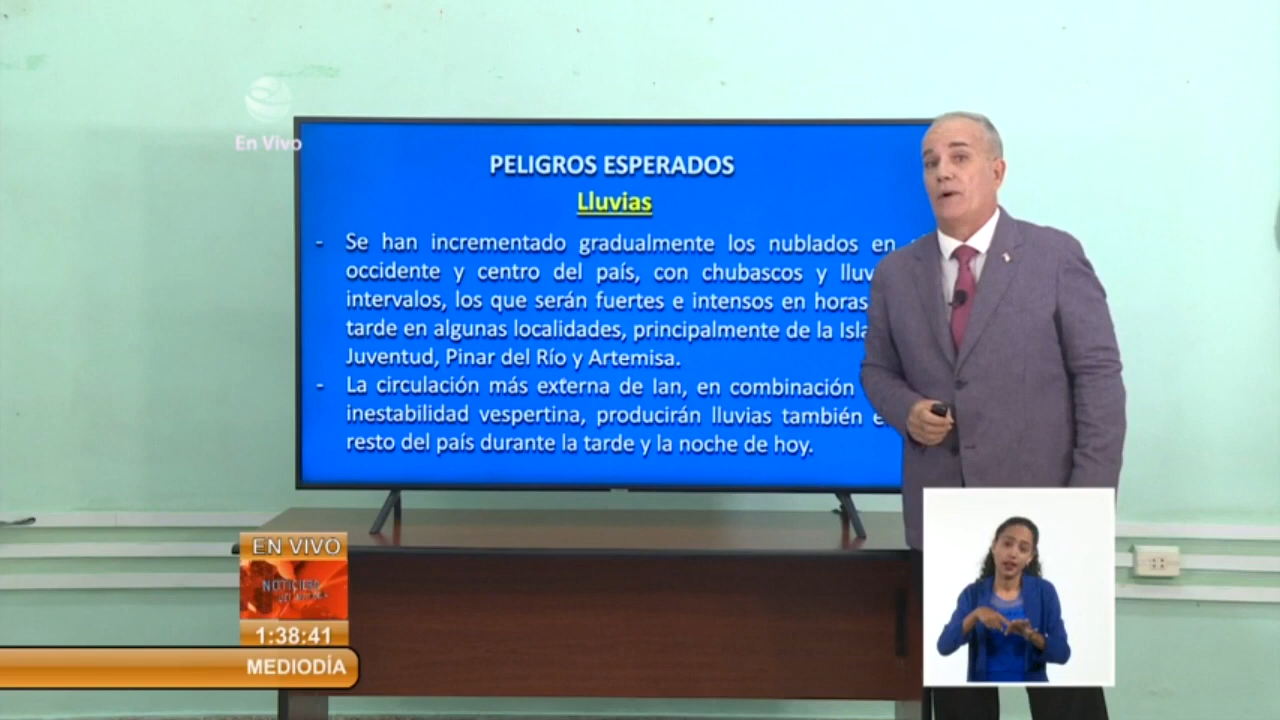 En Vivo
PELIGROS ESPERADOS
Lluvias
- Se han incrementado gradualmente los nublados en
occidente y centro del país, con chubascos y lluv
intervalos, los que serán fuertes e intensos en horas
tarde en algunas localidades, principalmente de la Isla
Juventud, Pinar del Río y Artemisa.
- La circulación más externa de Ian, en combinación
inestabilidad vespertina, producirán lluvias también e
resto del país durante la tarde y la noche de hoy.
EN VIVO
NOTICIERO
1:38:41
MEDIODÍA